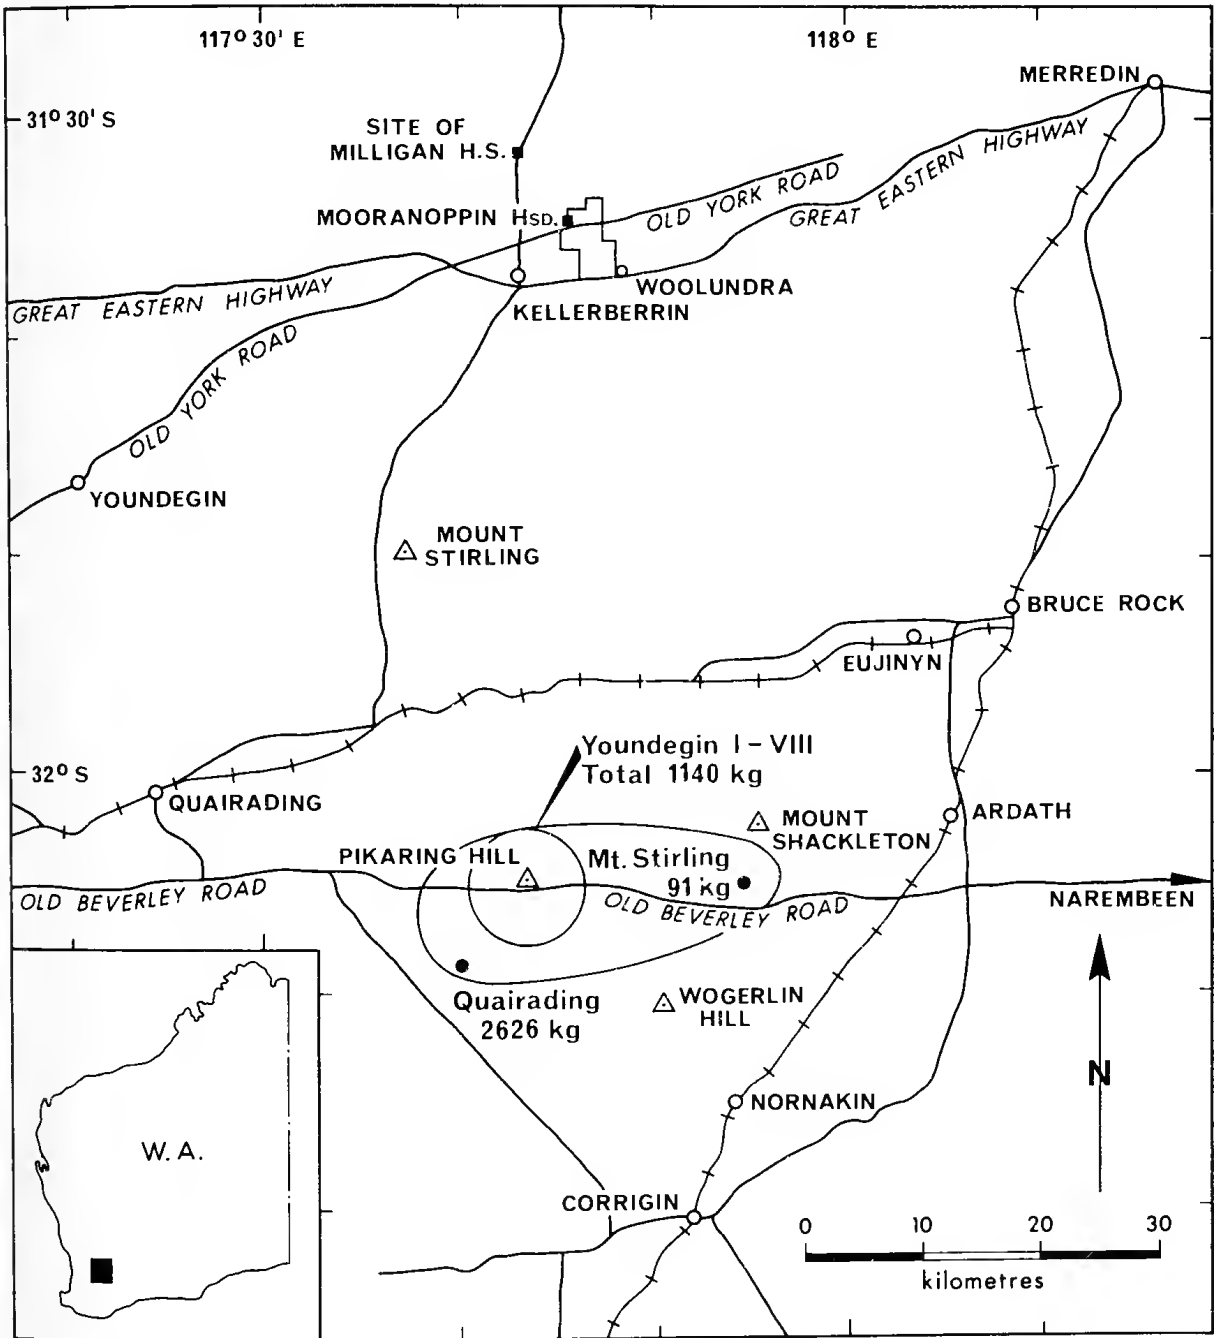 117° 30' E
118° E
MERREDIN
31° 30' S
SITE OF
MILLIGAN H.S.
GREAT EASTERN HIGHWAY
OLD YORK ROAD
MOORANOPPIN HSD.
GREAT EASTERN HIGHWAY
WOOLUNDRA
KELLERBERRIN
OLD YORK ROAD
YOUNDEGIN
MOUNT
STIRLING
BRUCE ROCK
EUJINYN
Youndegin I - VIII
Total 1140 kg
32° S
QUAIRADING
MOUNT
SHACKLETON
ARDATH
PIKARING HILL
Mt. Stirling
91 kg
OLD BEVERLEY ROAD
OLD BEVERLEY ROAD
NAREMBEEN
Quairading
2626 kg
WOGERLIN
HILL
N
NORNAKIN
W. A.
CORRIGIN
0 10 20 30
kilometres